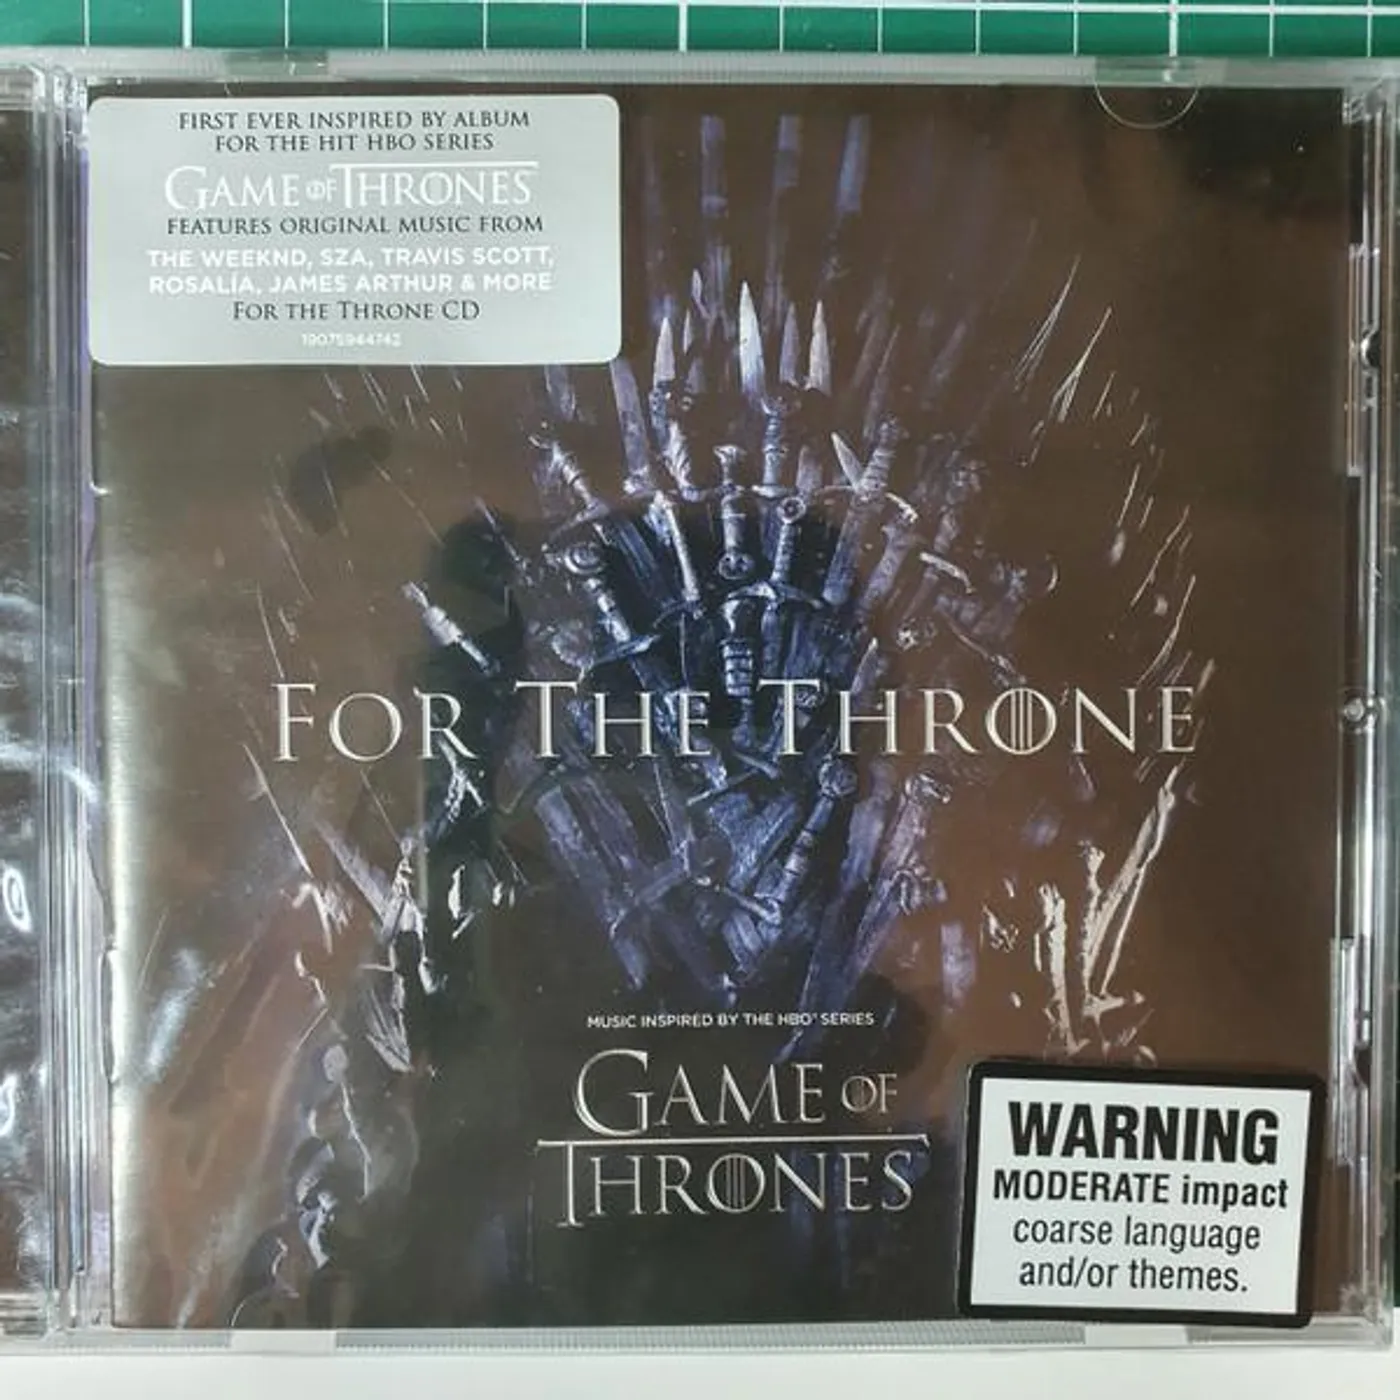 FIRST EVER INSPIRED BY ALBUM
FOR THE HIT HBO SERIES
GAME OF THRONES
FEATURES ORIGINAL MUSIC FROM
THE WEEKND, SZA, TRAVIS SCOTT,
ROSALÍA, JAMES ARTHUR & MORE
FOR THE THRONE CD
19075944742
FOR THE THRONE
MUSIC INSPIRED BY THE HBO® SERIES
GAME OF
THRONES
WARNING
MODERATE impact
coarse language
and/or themes.